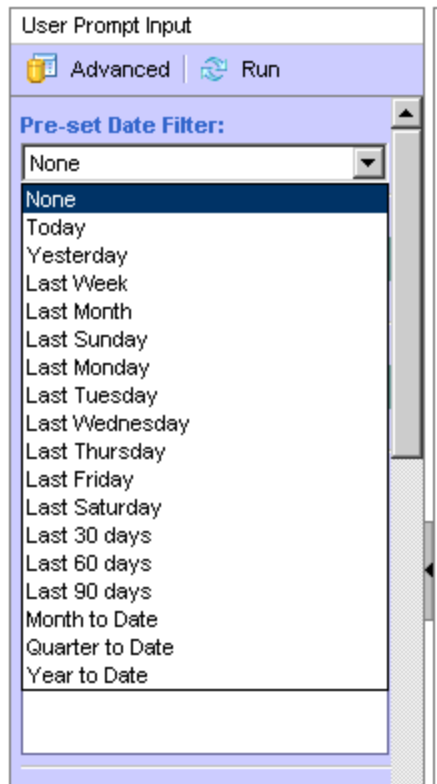 User Prompt Input
Advanced Run
Pre-set Date Filter:
None
None
Today
Yesterday
Last Week
Last Month
Last Sunday
Last Monday
Last Tuesday
Last Wednesday
Last Thursday
Last Friday
Last Saturday
Last 30 days
Last 60 days
Last 90 days
Month to Date
Quarter to Date
Year to Date